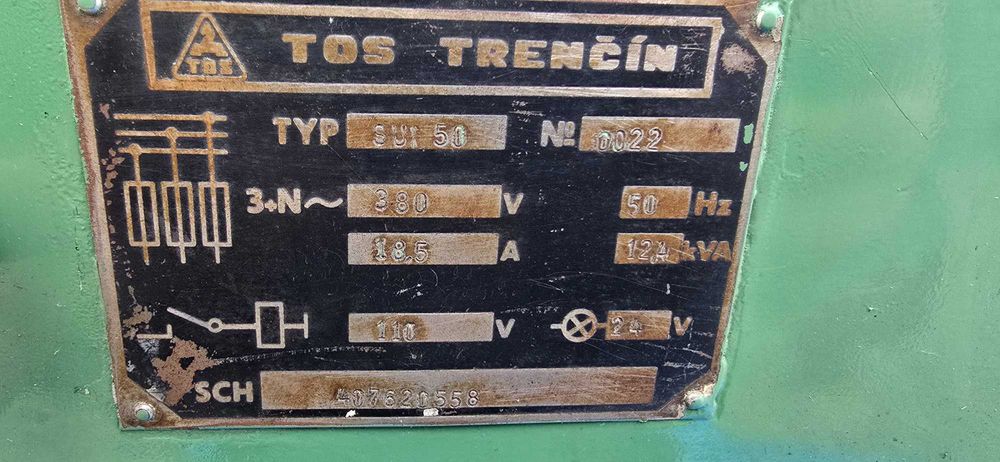 TOS TOS TRENČÍN
TYP SUI 50 Nº 0022
3+N~ 380 V 50 Hz
18,5 A kVA
110 V 24 V
SCH 407620558